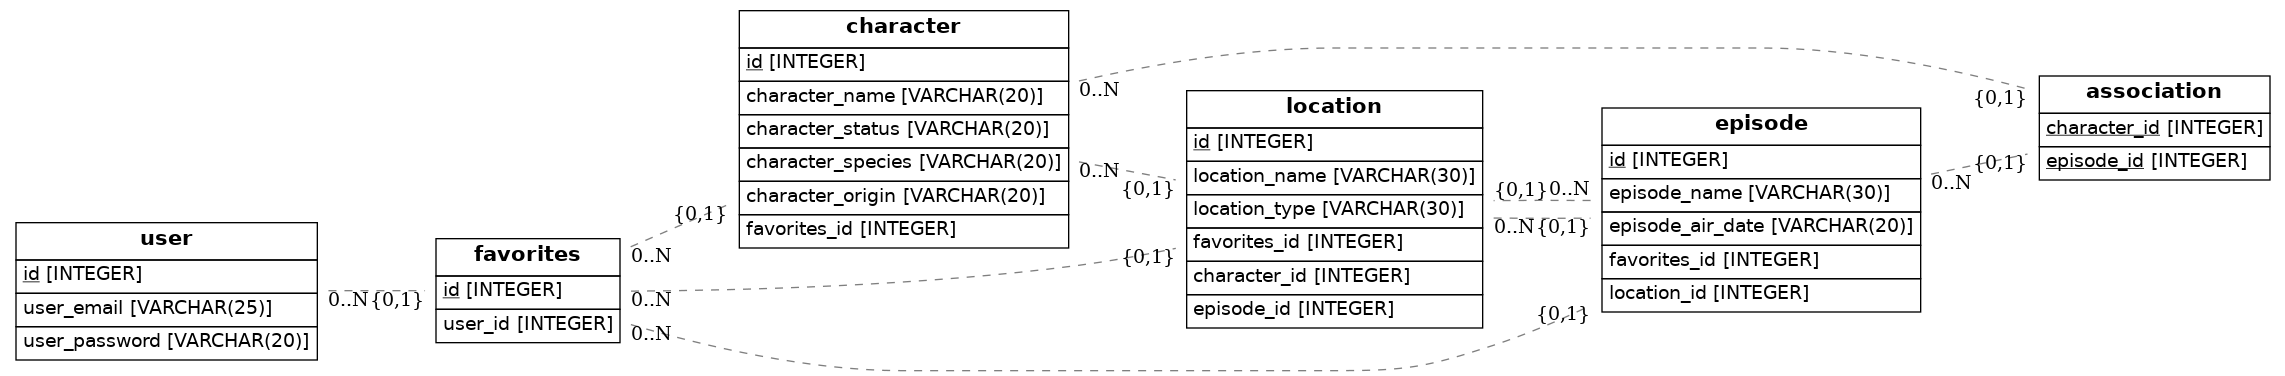 user
id [INTEGER]
user_email [VARCHAR(25)]
user_password [VARCHAR(20)]
0..N
{0,1}
favorites
id [INTEGER]
user_id [INTEGER]
0..N
{0,1}
0..N
{0,1}
0..N
{0,1}
character
id [INTEGER]
character_name [VARCHAR(20)]
character_status [VARCHAR(20)]
character_species [VARCHAR(20)]
character_origin [VARCHAR(20)]
favorites_id [INTEGER]
0..N
{0,1}
0..N
{0,1}
location
id [INTEGER]
location_name [VARCHAR(30)]
location_type [VARCHAR(30)]
favorites_id [INTEGER]
character_id [INTEGER]
episode_id [INTEGER]
{0,1}
0..N
0..N
{0,1}
episode
id [INTEGER]
episode_name [VARCHAR(30)]
episode_air_date [VARCHAR(20)]
favorites_id [INTEGER]
location_id [INTEGER]
0..N
{0,1}
association
character_id [INTEGER]
episode_id [INTEGER]